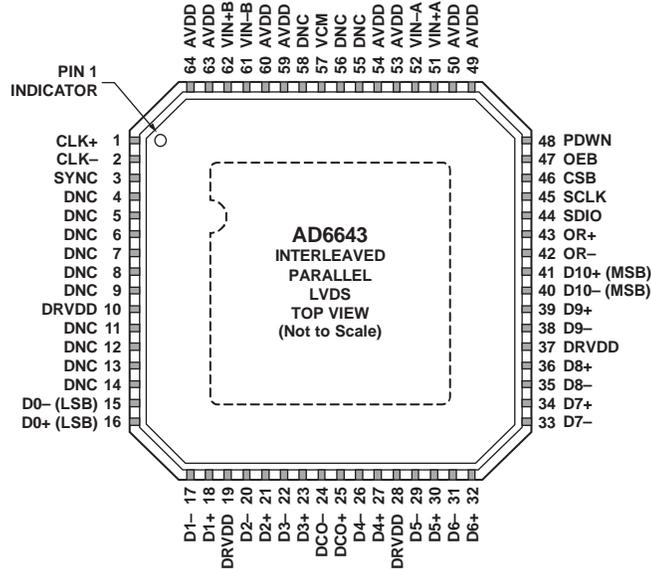 64 AVDD
63 AVDD
62 VIN+B
61 VIN–B
60 AVDD
59 AVDD
58 DNC
57 VCM
56 DNC
55 DNC
54 AVDD
53 AVDD
52 VIN–A
51 VIN+A
50 AVDD
49 AVDD
PIN 1
INDICATOR
CLK+ 1
CLK– 2
SYNC 3
DNC 4
DNC 5
DNC 6
DNC 7
DNC 8
DNC 9
DRVDD 10
DNC 11
DNC 12
DNC 13
DNC 14
D0– (LSB) 15
D0+ (LSB) 16
AD6643
INTERLEAVED
PARALLEL
LVDS
TOP VIEW
(Not to Scale)
48 PDWN
47 OEB
46 CSB
45 SCLK
44 SDIO
43 OR+
42 OR–
41 D10+ (MSB)
40 D10– (MSB)
39 D9+
38 D9–
37 DRVDD
36 D8+
35 D8–
34 D7+
33 D7–
D1– 17
D1+ 18
DRVDD 19
D2– 20
D2+ 21
D3– 22
D3+ 23
DCO– 24
DCO+ 25
D4– 26
D4+ 27
DRVDD 28
D5– 29
D5+ 30
D6– 31
D6+ 32